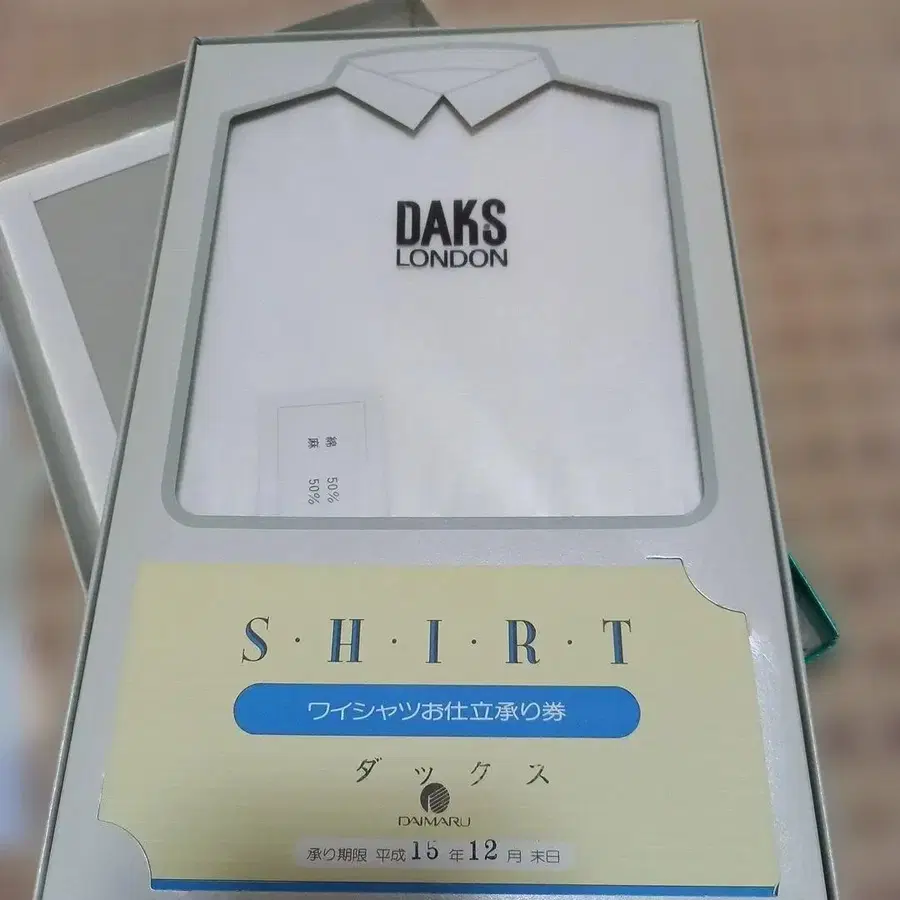 DAKS
LONDON
綿 50%
麻 50%
S・H・I・R・T
ワイシャツお仕立承り券
ダックス
DAIMARU
承り期限 平成15年12月末日